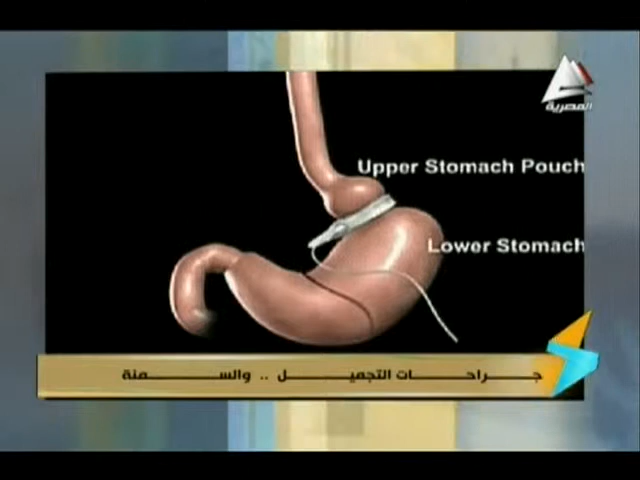 المصرية
Upper Stomach Pouch
Lower Stomach
جراحات التجميل .. والسمنة